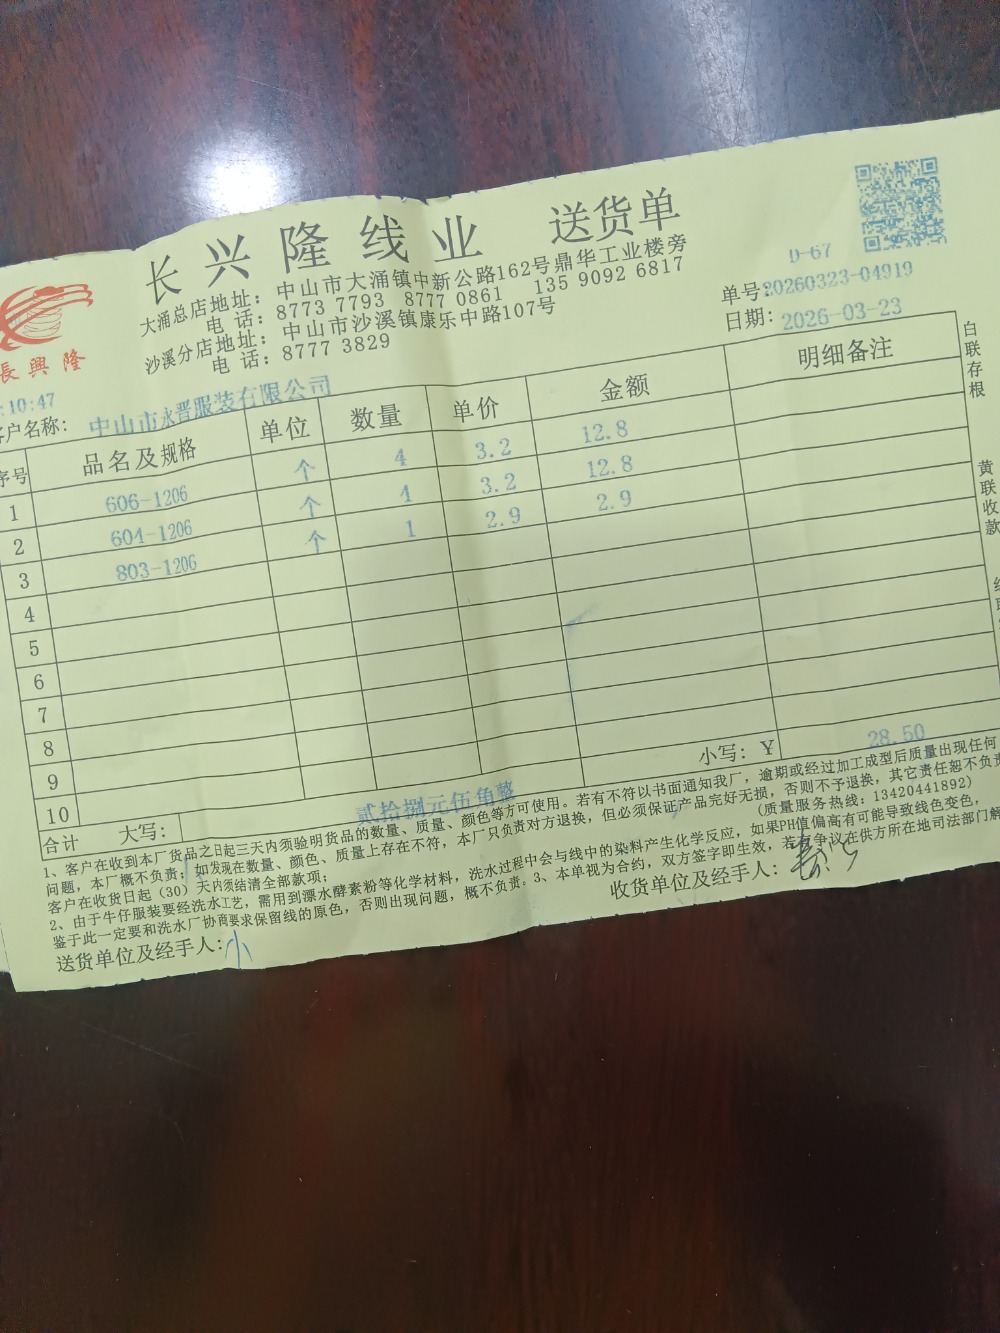 长兴隆线业 送货单
大涌总店地址：中山市大涌镇中新公路162号鼎华工业楼旁
电 话：8773 7793 8777 0861 135 9092 6817
沙溪分店地址：中山市沙溪镇康乐中路107号
电 话：8777 3829
長興隆
D-67
单号：20260323-04919
日期：2026-03-23
:10:47
客户名称：中山市永晋服装有限公司
序号 品名及规格 单位 数量 单价 金额 明细备注
1 606-1206 个 4 3.2 12.8
2 604-1206 个 4 3.2 12.8
3 803-1206 个 1 2.9 2.9
4
5
6
7
8
9
10
小写：￥ 28.50
合计 大写： 贰拾捌元伍角整
1、客户在收到本厂货品之日起三天内须验明货品的数量、质量、颜色等方可使用。若有不符以书面通知我厂，逾期或经过加工成型后质量出现任何
问题，本厂概不负责；如发现在数量、颜色、质量上存在不符，本厂只负责对方退换，但必须保证产品完好无损，否则不予退换，其它责任恕不负责
客户在收货日起（30）天内须结清全部款项；（质量服务热线：13420441892）
2、由于牛仔服装要经洗水工艺，需用到漂水酵素粉等化学材料，洗水过程中会与线中的染料产生化学反应，如果PH值偏高有可能导致线色变色，
鉴于此一定要和洗水厂协商要求保留线的原色，否则出现问题，概不负责。3、本单视为合约，双方签字即生效，若有争议在供方所在地司法部门解
送货单位及经手人：小
收货单位及经手人：
白联存根
黄联收款